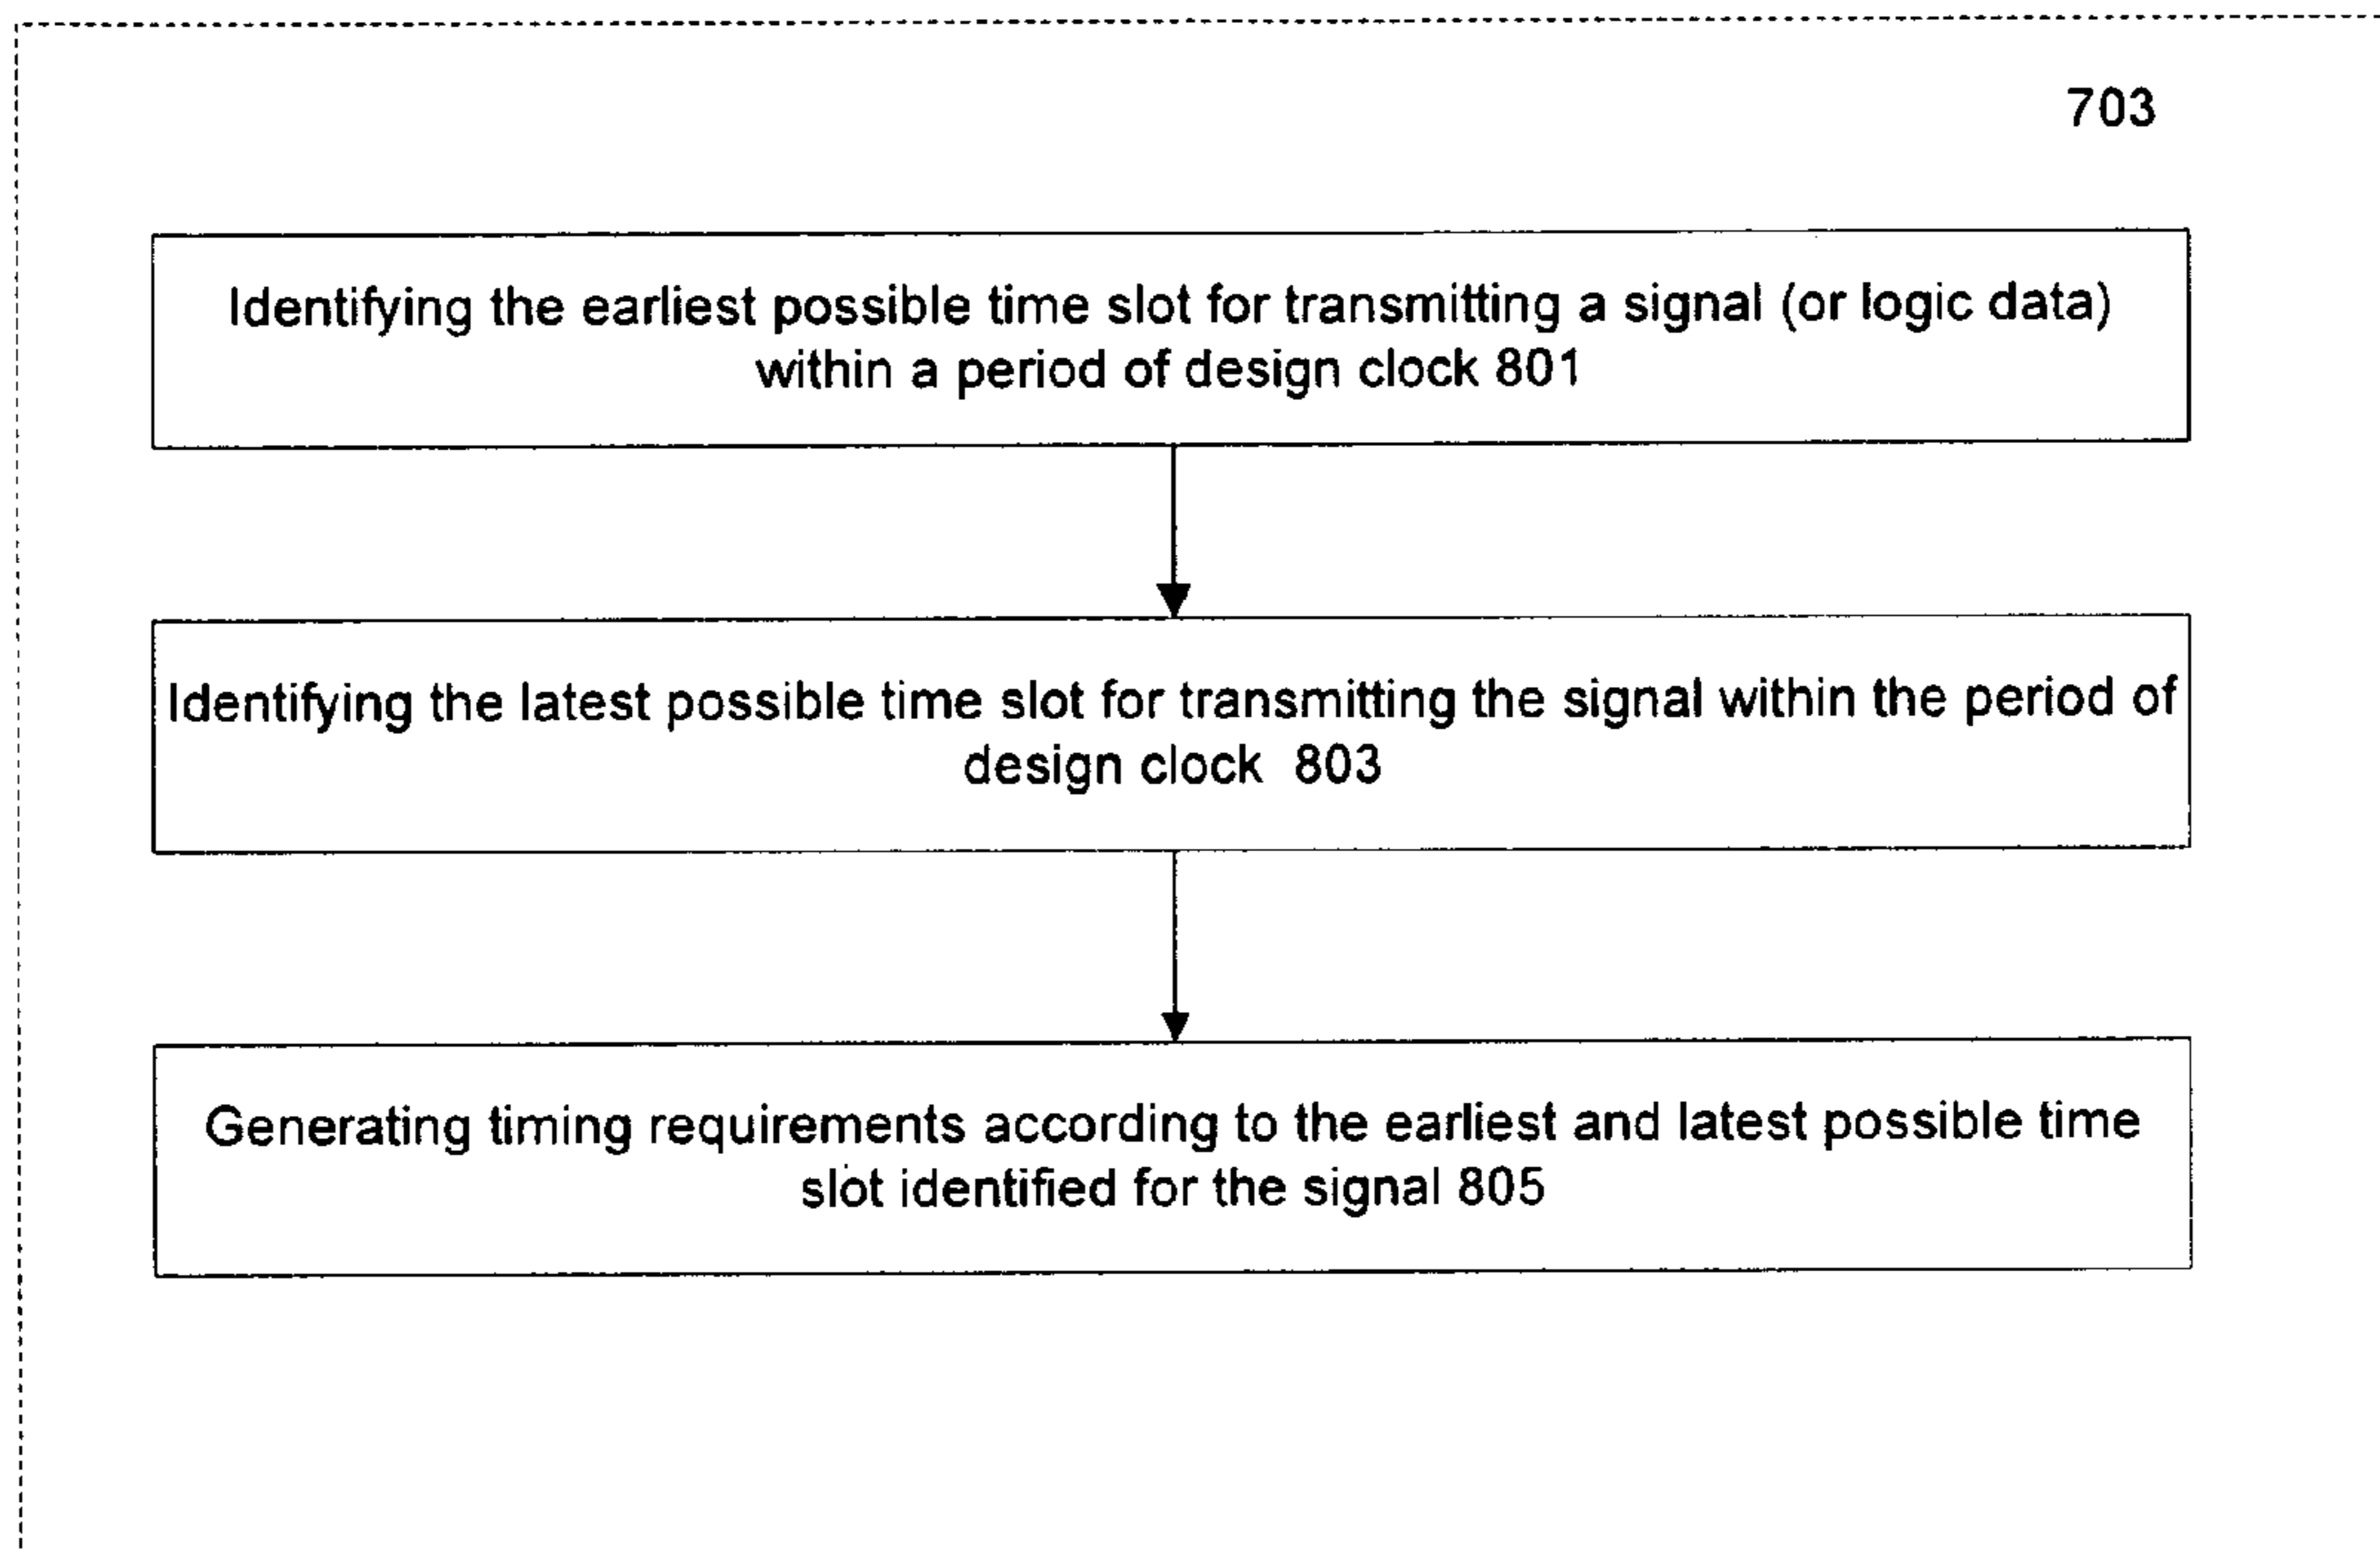 703
Identifying the earliest possible time slot for transmitting a signal (or logic data)
within a period of design clock 801
Identifying the latest possible time slot for transmitting the signal within the period of
design clock 803
Generating timing requirements according to the earliest and latest possible time
slot identified for the signal 805